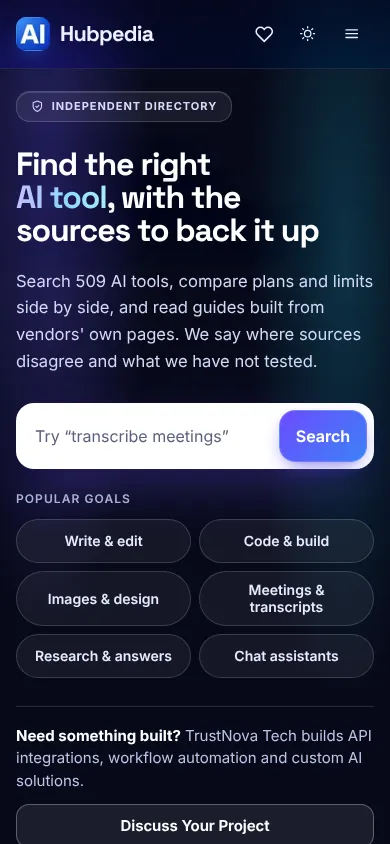 AI Hubpedia
INDEPENDENT DIRECTORY
Find the right
AI tool, with the
sources to back it up
Search 509 AI tools, compare plans and limits
side by side, and read guides built from
vendors' own pages. We say where sources
disagree and what we have not tested.
Try “transcribe meetings”
Search
POPULAR GOALS
Write & edit
Code & build
Images & design
Meetings &
transcripts
Research & answers
Chat assistants
Need something built? TrustNova Tech builds API
integrations, workflow automation and custom AI
solutions.
Discuss Your Project